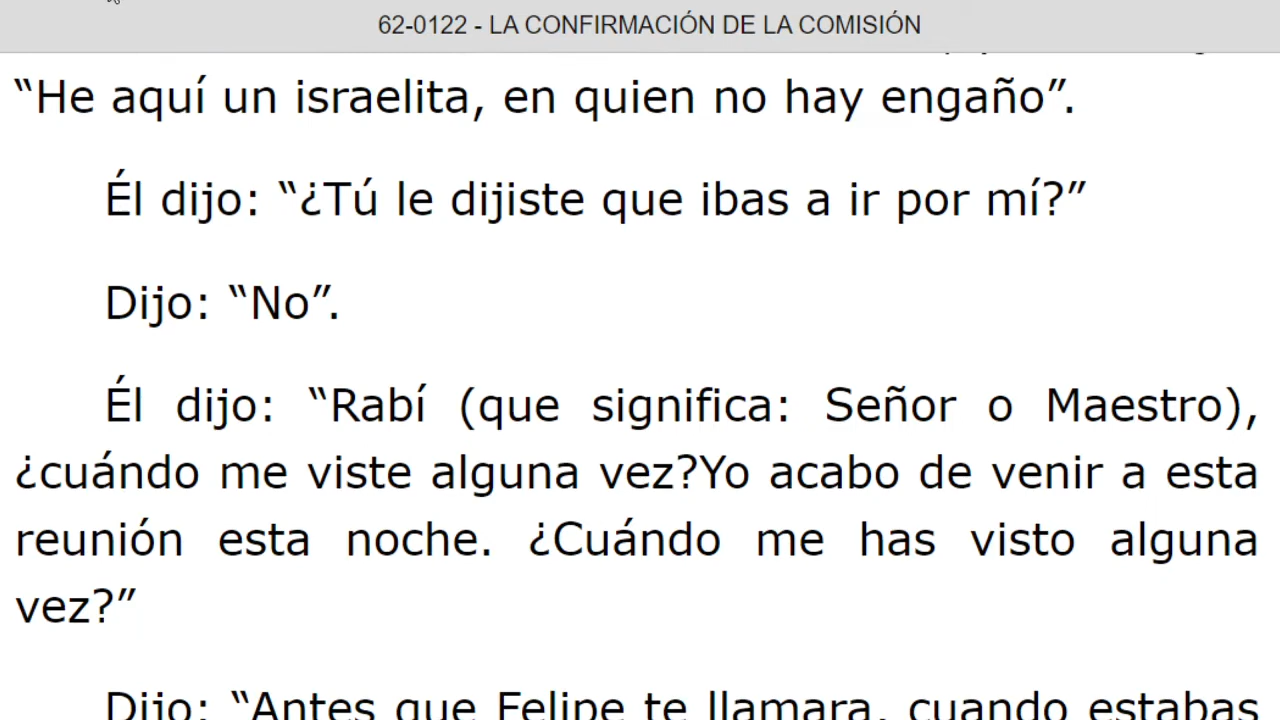 62-0122 - LA CONFIRMACIÓN DE LA COMISIÓN
“He aquí un israelita, en quien no hay engaño”.
Él dijo: “¿Tú le dijiste que ibas a ir por mí?”
Dijo: “No”.
Él dijo: “Rabí (que significa: Señor o Maestro),
¿cuándo me viste alguna vez?Yo acabo de venir a esta
reunión esta noche. ¿Cuándo me has visto alguna
vez?”
Dijo: “Antes que Felipe te llamara, cuando estabas